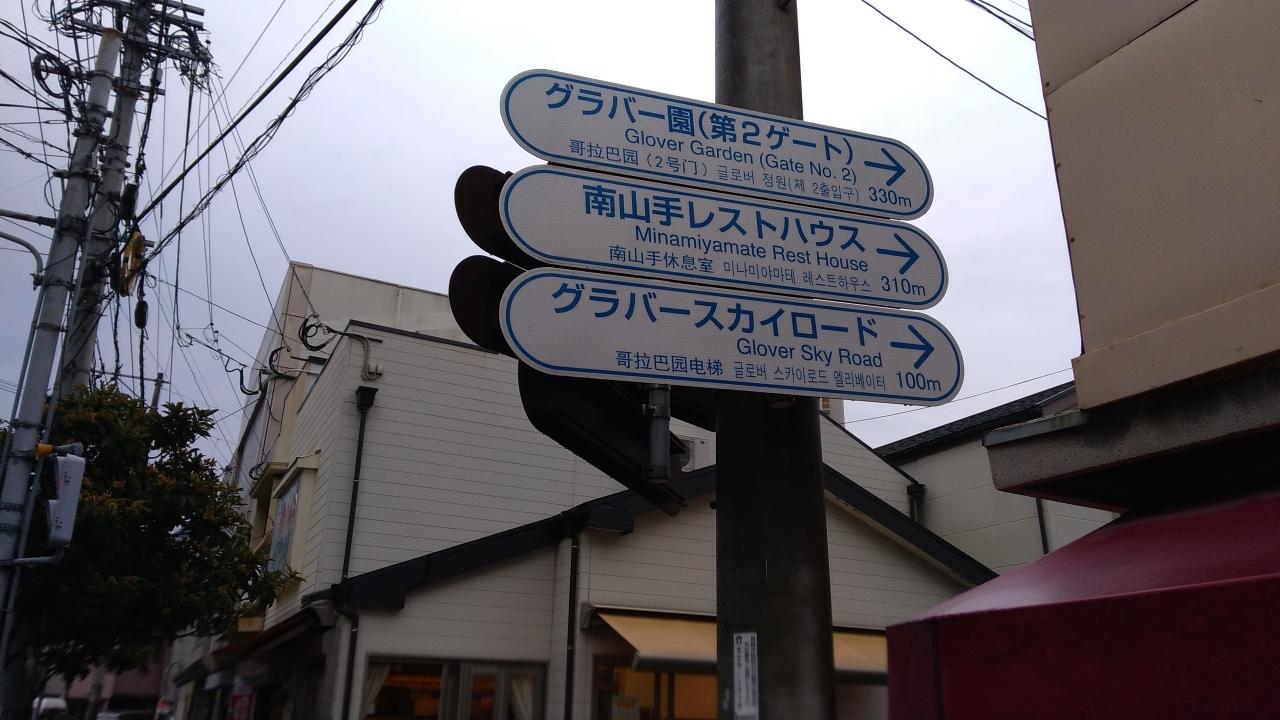 グラバー園(第2ゲート)
Glover Garden (Gate No. 2)
哥拉巴园（2号门）글로버 정원(제 2출입구) 330m
南山手レストハウス
Minamiyamate Rest House
南山手休息室 미나미야마테 레스트하우스 310m
グラバースカイロード
Glover Sky Road
哥拉巴园电梯 글로버 스카이로드 엘리베이터 100m